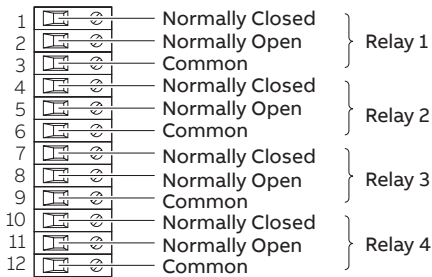 1 Normally Closed
2 Normally Open Relay 1
3 Common
4 Normally Closed
5 Normally Open Relay 2
6 Common
7 Normally Closed
8 Normally Open Relay 3
9 Common
10 Normally Closed
11 Normally Open Relay 4
12 Common